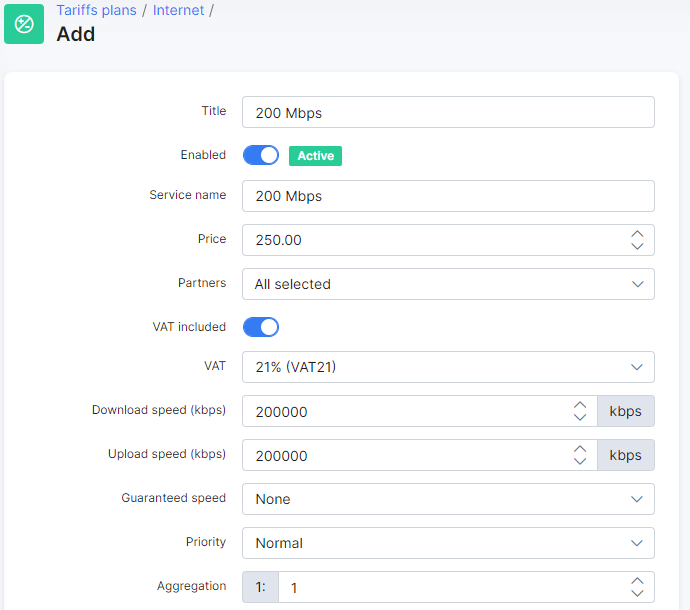 Tariffs plans / Internet /
Add
Title 200 Mbps
Enabled Active
Service name 200 Mbps
Price 250.00
Partners All selected
VAT included
VAT 21% (VAT21)
Download speed (kbps) 200000 kbps
Upload speed (kbps) 200000 kbps
Guaranteed speed None
Priority Normal
Aggregation 1: 1